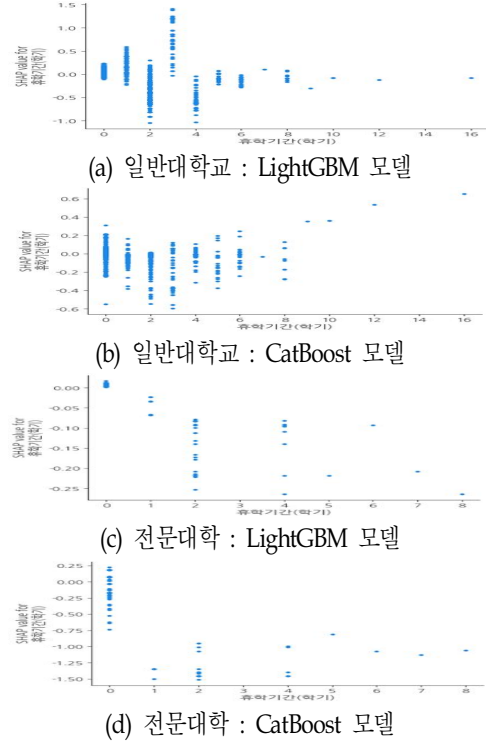 1.5
1.0
0.5
0.0
-0.5
-1.0
SHAP value for
휴학기간(학기)
0 2 4 6 8 10 12 14 16
휴학기간(학기)
(a) 일반대학교 : LightGBM 모델
0.6
0.4
0.2
0.0
-0.2
-0.4
-0.6
SHAP value for
휴학기간(학기)
0 2 4 6 8 10 12 14 16
휴학기간(학기)
(b) 일반대학교 : CatBoost 모델
0.00
-0.05
-0.10
-0.15
-0.20
-0.25
SHAP value for
휴학기간(학기)
0 1 2 3 4 5 6 7 8
휴학기간(학기)
(c) 전문대학 : LightGBM 모델
0.25
0.00
-0.25
-0.50
-0.75
-1.00
-1.25
-1.50
SHAP value for
휴학기간(학기)
0 1 2 3 4 5 6 7 8
휴학기간(학기)
(d) 전문대학 : CatBoost 모델